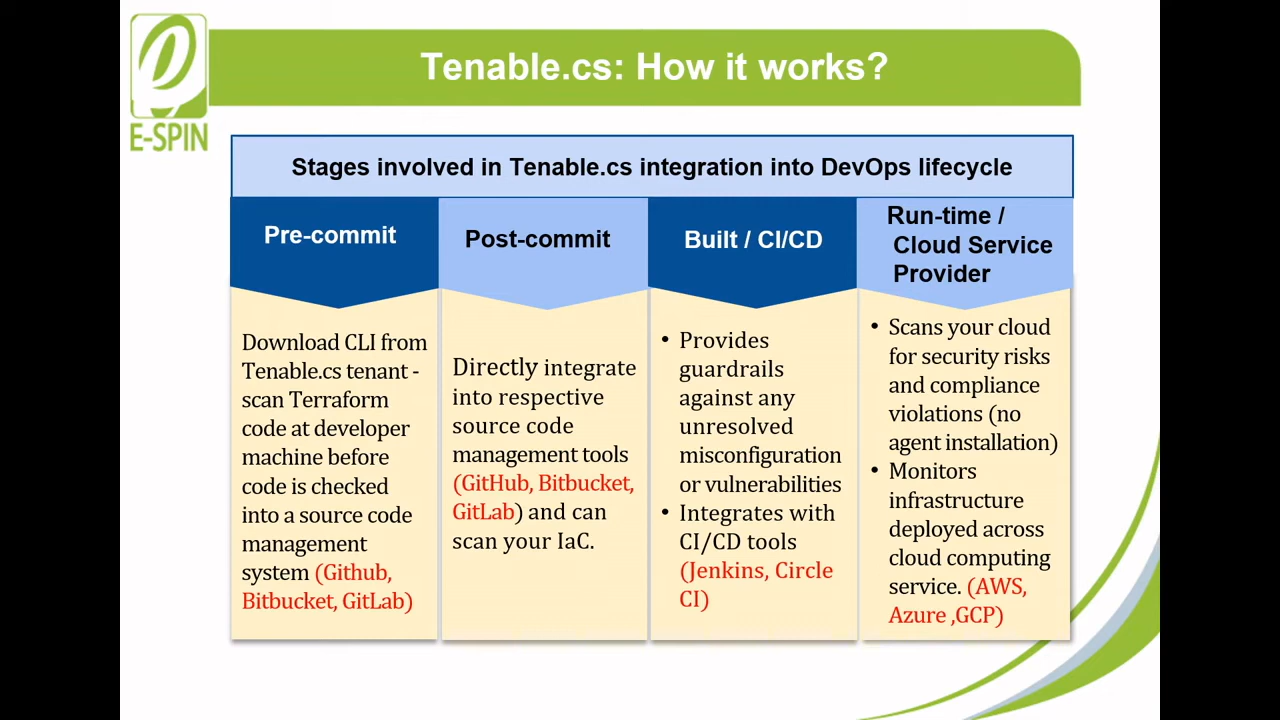 Tenable.cs: How it works?
E-SPIN
Stages involved in Tenable.cs integration into DevOps lifecycle
Pre-commit
Download CLI from
Tenable.cs tenant -
scan Terraform
code at developer
machine before
code is checked
into a source code
management
system (Github,
Bitbucket, GitLab)
Post-commit
Directly integrate
into respective
source code
management tools
(GitHub, Bitbucket,
GitLab) and can
scan your IaC.
Built / CI/CD
• Provides
guardrails
against any
unresolved
misconfiguration
or vulnerabilities
• Integrates with
CI/CD tools
(Jenkins, Circle
CI)
Run-time /
Cloud Service
Provider
• Scans your cloud
for security risks
and compliance
violations (no
agent installation)
• Monitors
infrastructure
deployed across
cloud computing
service. (AWS,
Azure ,GCP)